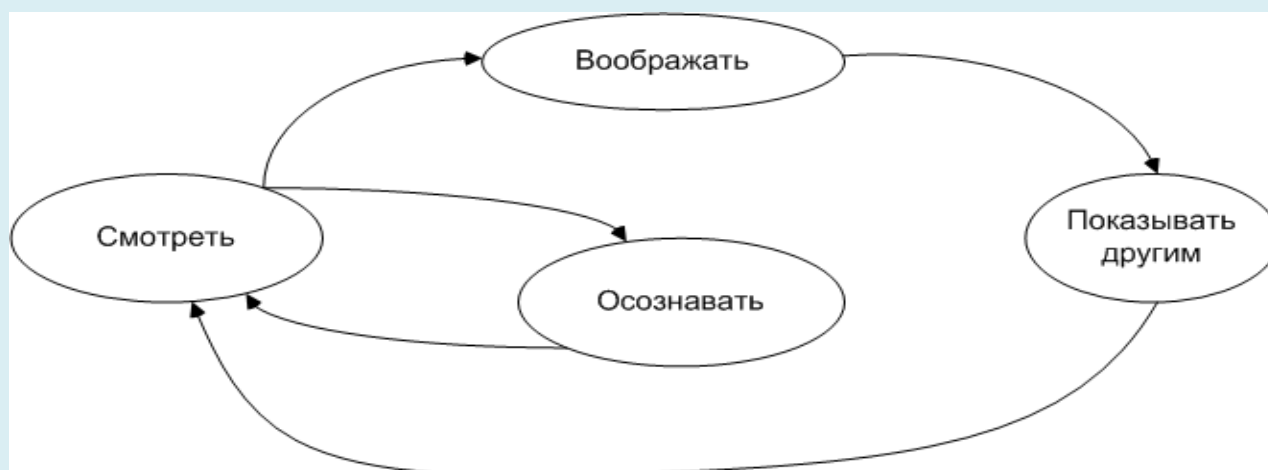 Воображать
Смотреть
Показывать
другим
Осознавать